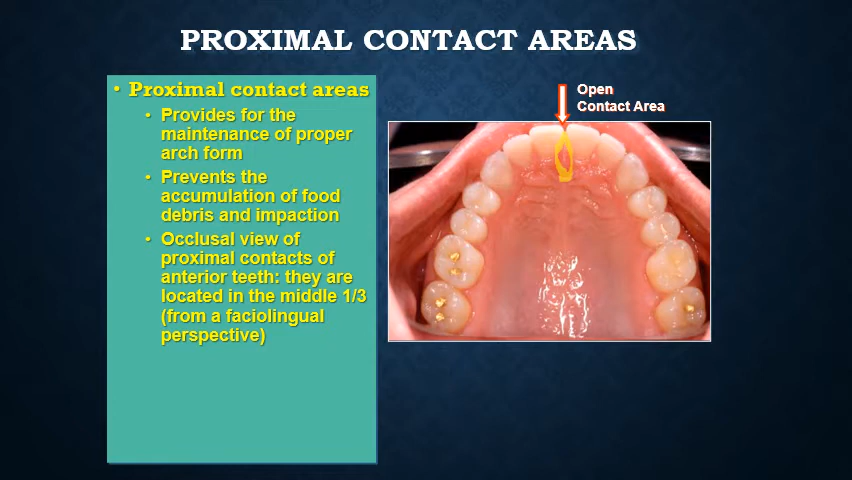 PROXIMAL CONTACT AREAS
• Proximal contact areas
• Provides for the
maintenance of proper
arch form
• Prevents the
accumulation of food
debris and impaction
• Occlusal view of
proximal contacts of
anterior teeth: they are
located in the middle 1/3
(from a faciolingual
perspective)
Open
Contact Area